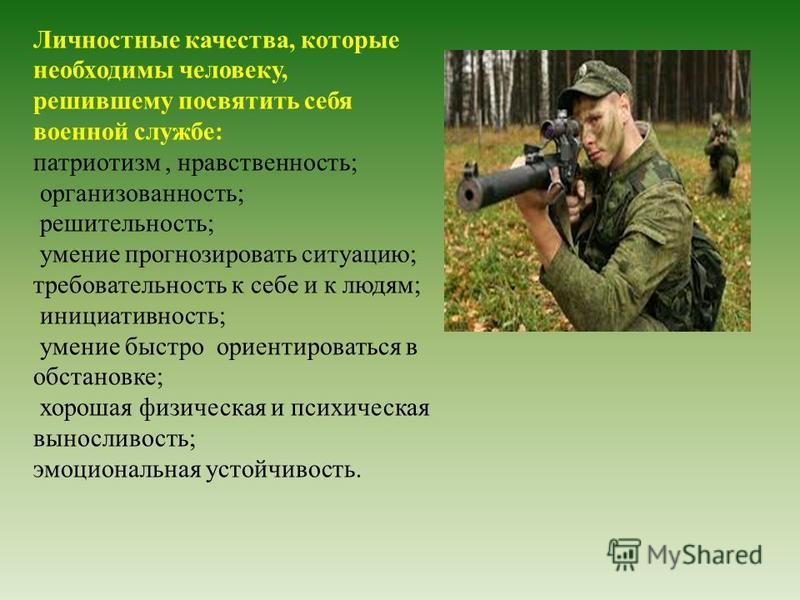 Личностные качества, которые
необходимы человеку,
решившему посвятить себя
военной службе:
патриотизм , нравственность;
организованность;
решительность;
умение прогнозировать ситуацию;
требовательность к себе и к людям;
инициативность;
умение быстро ориентироваться в
обстановке;
хорошая физическая и психическая
выносливость;
эмоциональная устойчивость.
MyShared